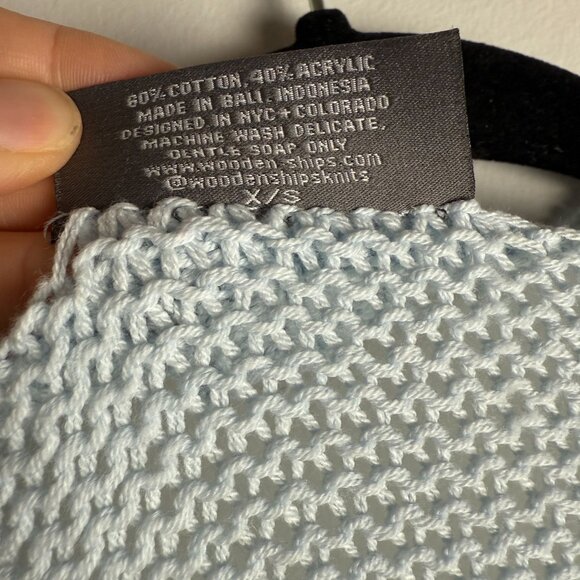 60% COTTON, 40% ACRYLIC
MADE IN BALI, INDONESIA
DESIGNED IN NYC + COLORADO
MACHINE WASH DELICATE,
GENTLE SOAP ONLY
www.wooden-ships.com
@woodenshipsknits
X/S